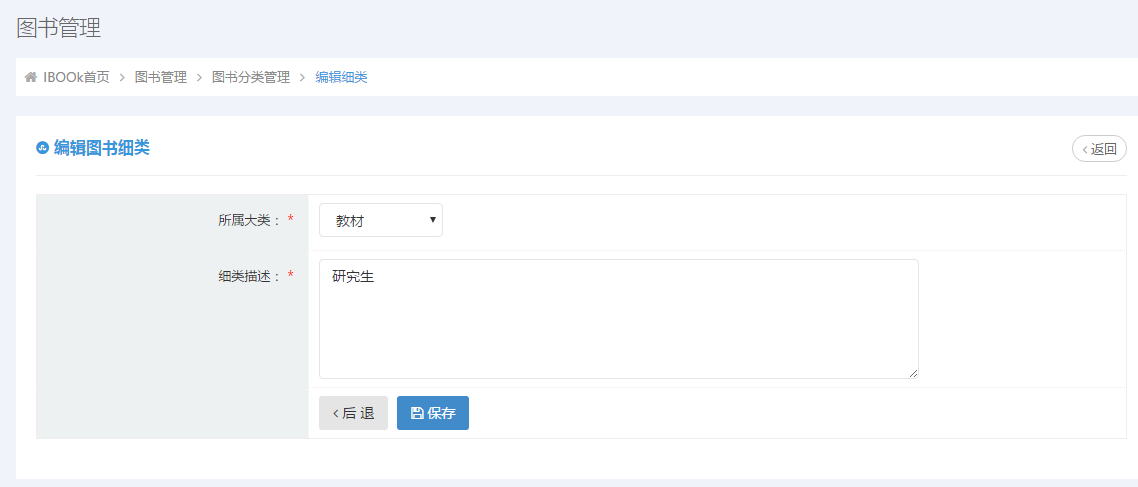 图书管理
IBOOk首页 > 图书管理 > 图书分类管理 > 编辑细类
编辑图书细类
返回
所属大类： *
教材
细类描述： *
研究生
后 退
保存